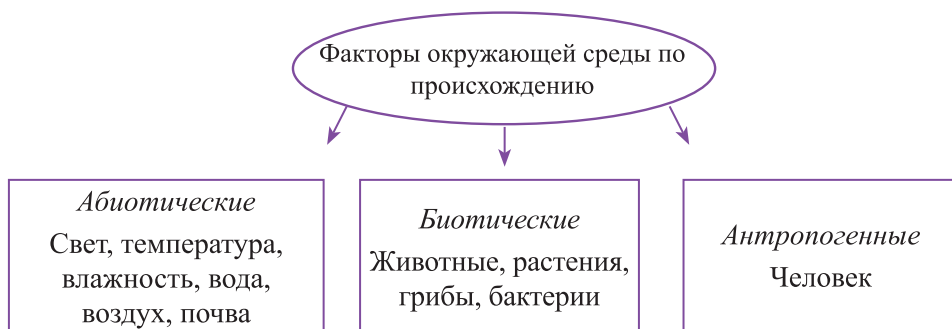 Факторы окружающей среды по
происхождению
Абиотические
Свет, температура,
влажность, вода,
воздух, почва
Биотические
Животные, растения,
грибы, бактерии
Антропогенные
Человек